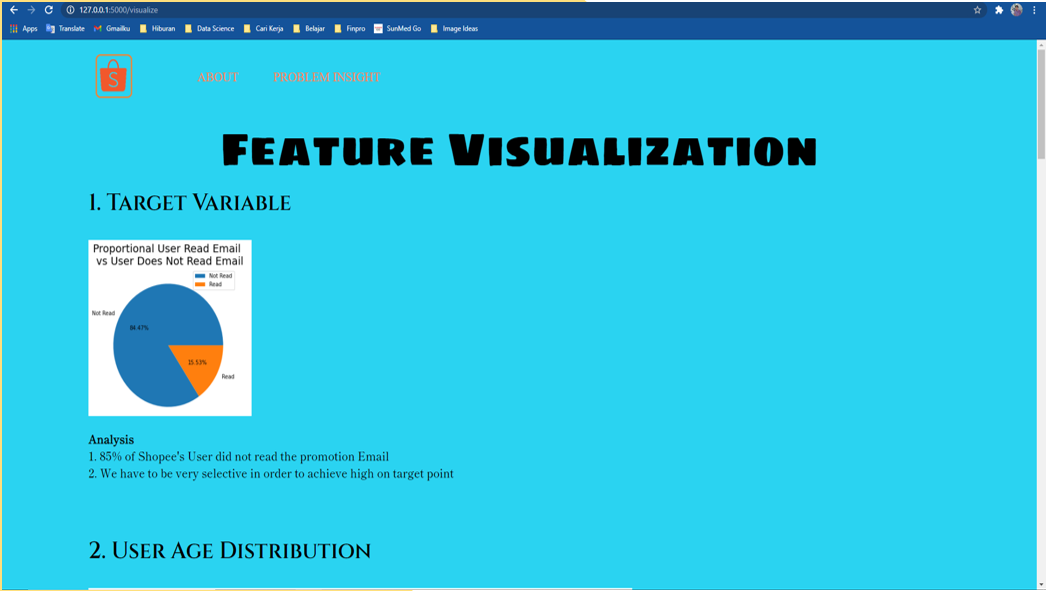 127.0.0.1:5000/visualize
Apps Translate Gmailku Hiburan Data Science Cari Kerja Belajar Finpro SunMed Go Image Ideas
S
ABOUT PROBLEM INSIGHT
FEATURE VISUALIZATION
1. TARGET VARIABLE
Proportional User Read Email
vs User Does Not Read Email
Not Read
Read
Not Read
84.47%
15.53%
Read
Analysis
1. 85% of Shopee's User did not read the promotion Email
2. We have to be very selective in order to achieve high on target point
2. USER AGE DISTRIBUTION